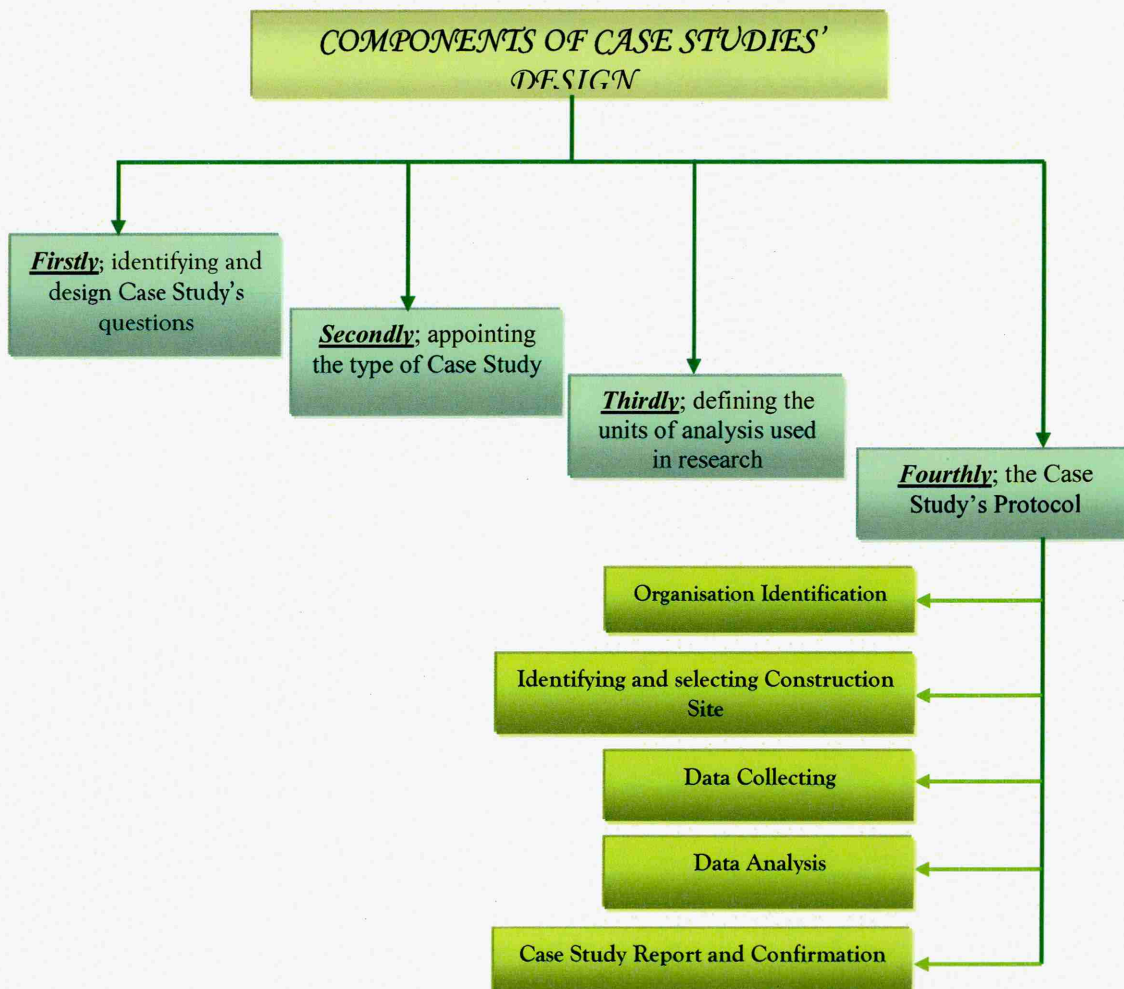 COMPONENTS OF CASE STUDIES'
DESIGN
Firstly; identifying and
design Case Study's
questions
Secondly; appointing
the type of Case Study
Thirdly; defining the
units of analysis used
in research
Fourthly; the Case
Study's Protocol
Organisation Identification
Identifying and selecting Construction
Site
Data Collecting
Data Analysis
Case Study Report and Confirmation